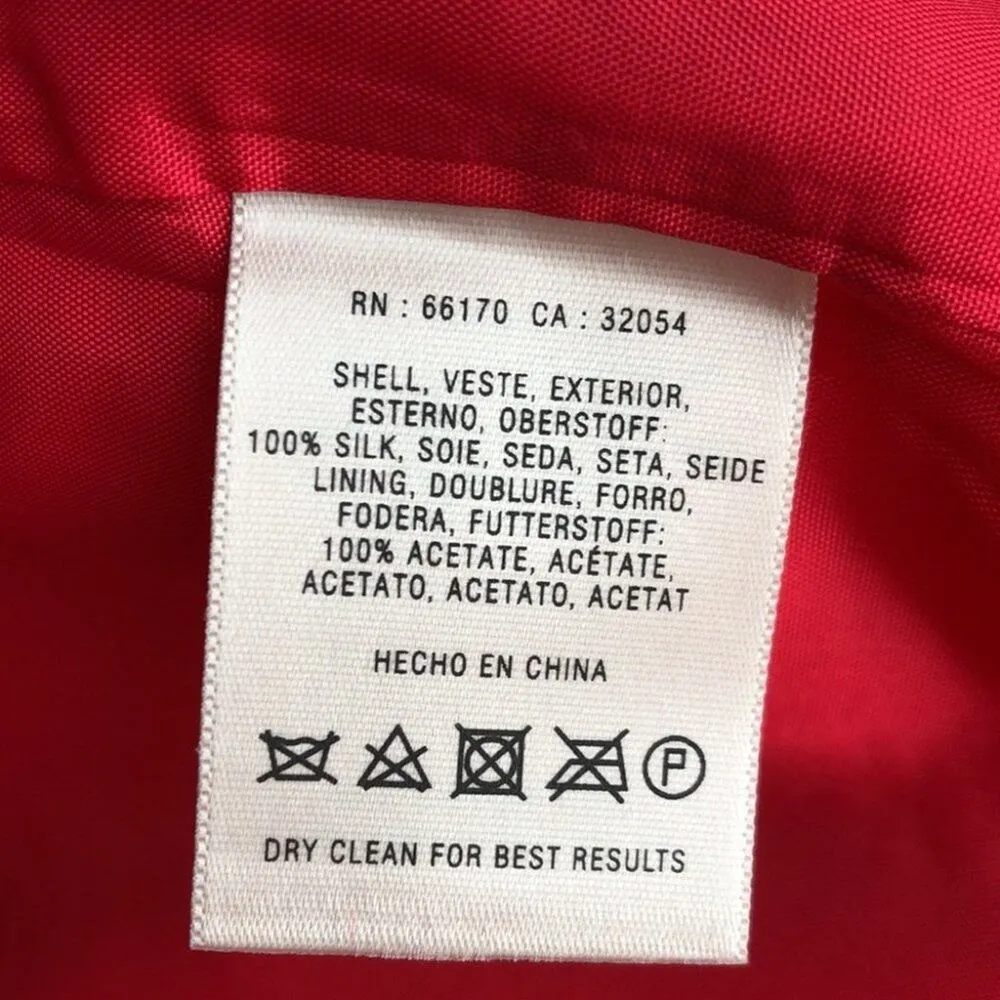 RN : 66170 CA : 32054
SHELL, VESTE, EXTERIOR,
ESTERNO, OBERSTOFF:
100% SILK, SOIE, SEDA, SETA, SEIDE
LINING, DOUBLURE, FORRO,
FODERA, FUTTERSTOFF:
100% ACETATE, ACÉTATE,
ACETATO, ACETATO, ACETAT
HECHO EN CHINA
P
DRY CLEAN FOR BEST RESULTS